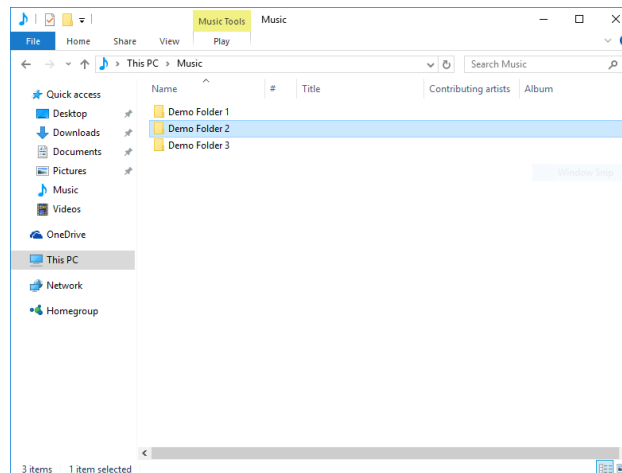 Music Tools Music
File Home Share View Play
This PC Music Search Music
Name # Title Contributing artists Album
Quick access
Desktop
Downloads
Documents
Pictures
Music
Videos
OneDrive
This PC
Network
Homegroup
Demo Folder 1
Demo Folder 2
Demo Folder 3
Window Snip
3 items 1 item selected